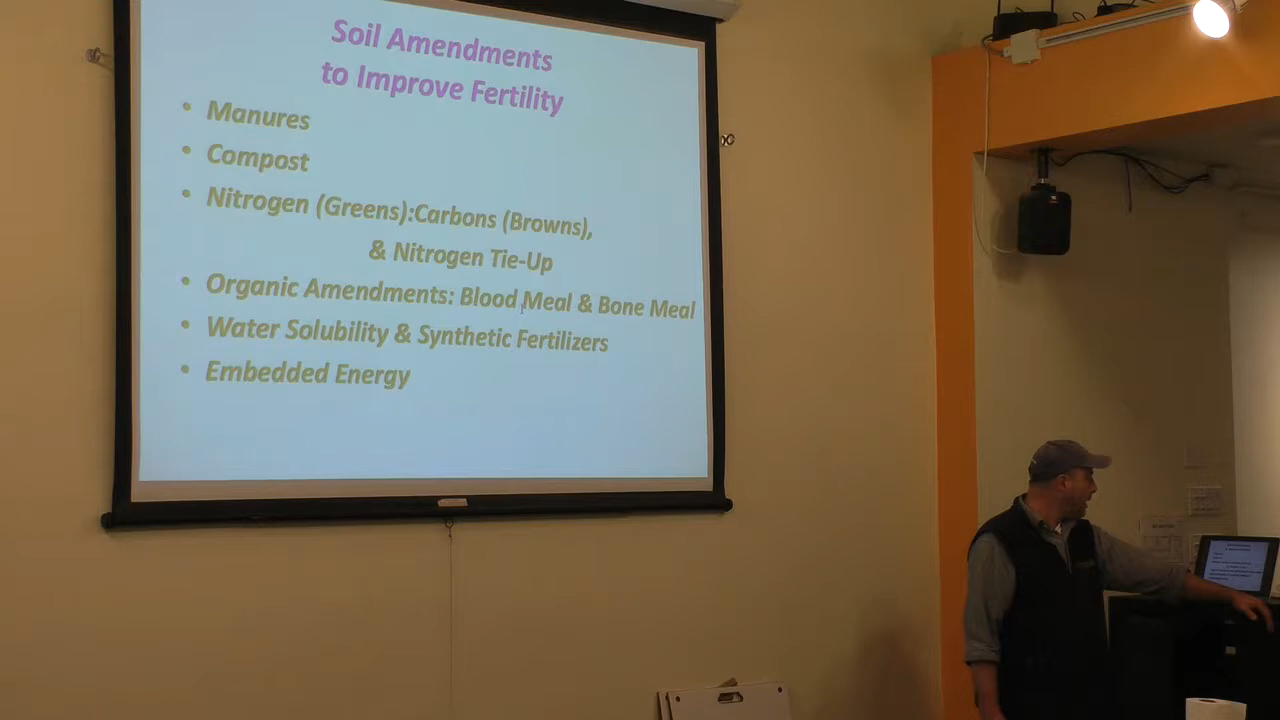 Soil Amendments
to Improve Fertility
• Manures
• Compost
• Nitrogen (Greens):Carbons (Browns),
& Nitrogen Tie-Up
• Organic Amendments: Blood Meal & Bone Meal
• Water Solubility & Synthetic Fertilizers
• Embedded Energy